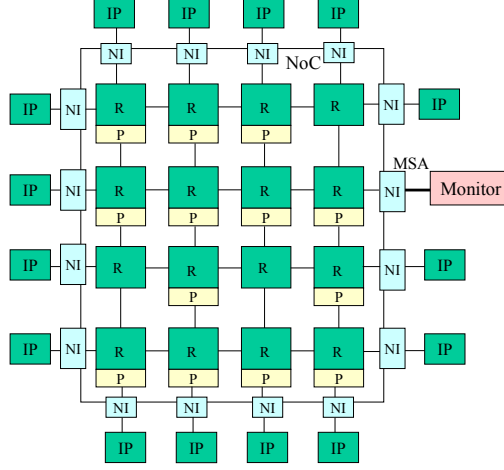 IP IP IP IP
NI NI NI NoC NI
IP NI R R R R NI IP
P P P
MSA
IP NI R R R R NI Monitor
P P P P
IP NI R R R R NI IP
P P
IP NI R R R R NI IP
P P P P
NI NI NI NI
IP IP IP IP